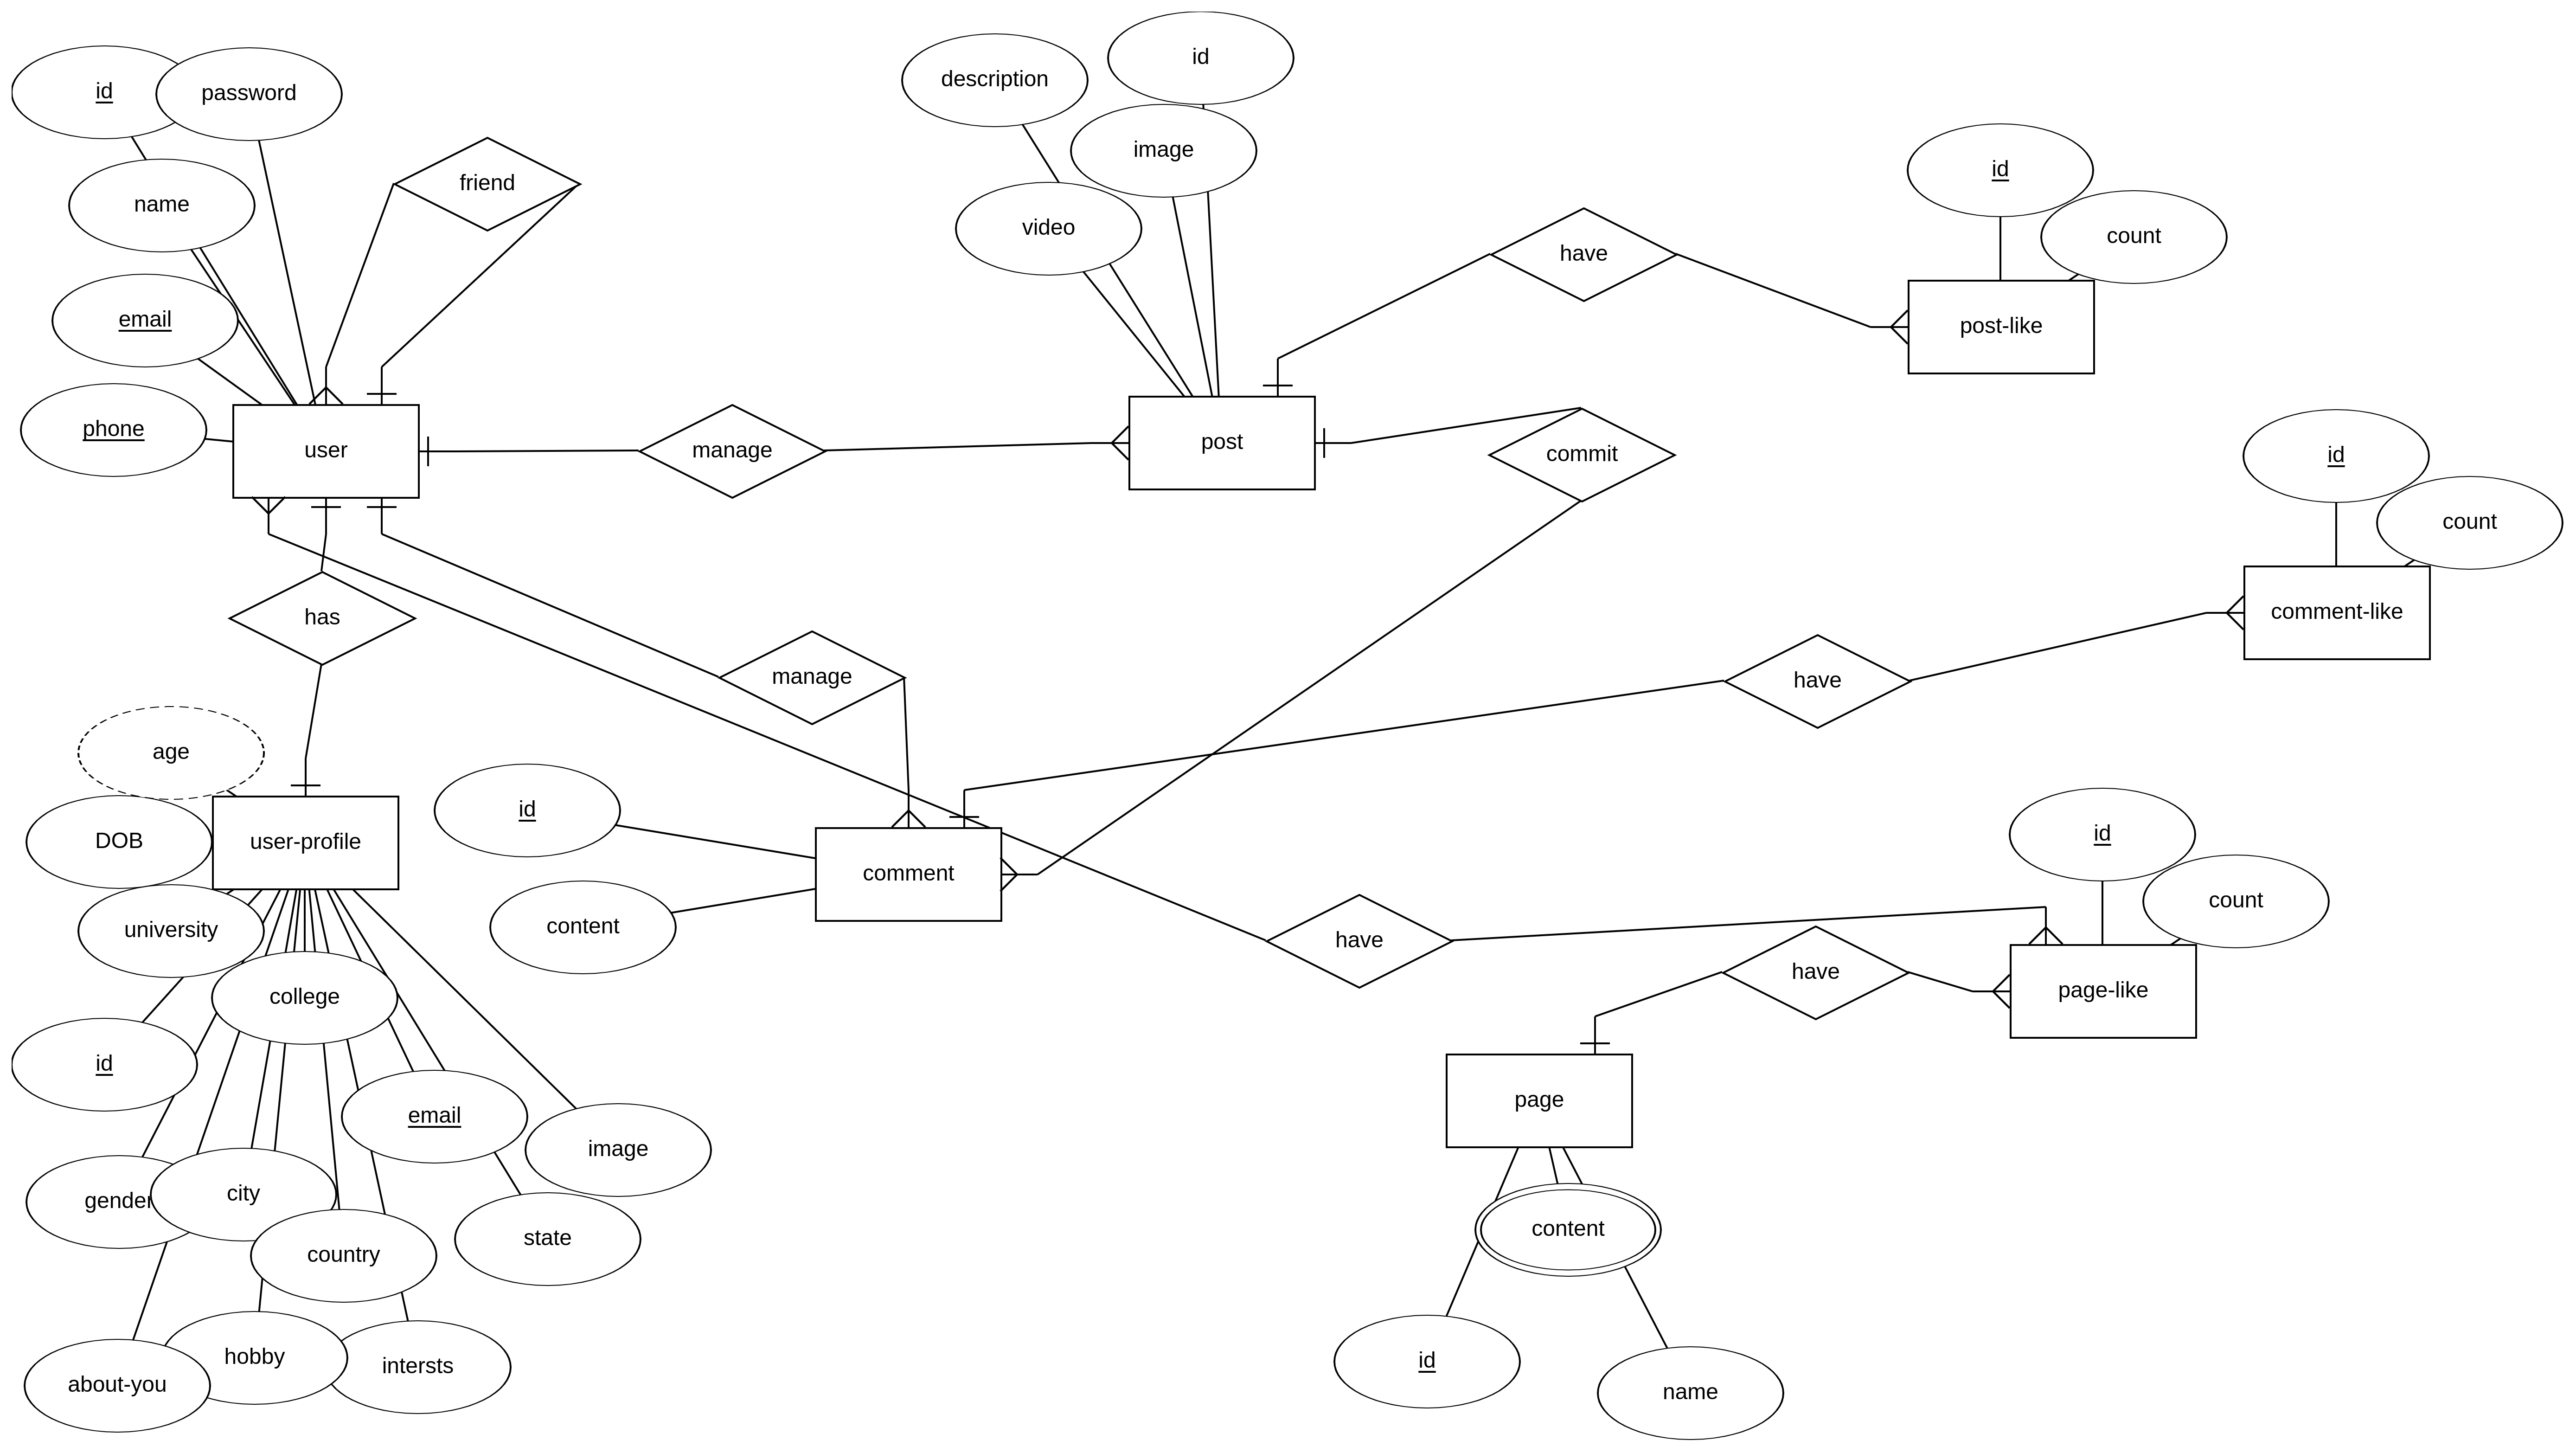 id
description
id
password
image
id
friend
name
video
count
have
email
post-like
phone
user
manage
post
commit
id
count
has
comment-like
manage
have
age
id
DOB
user-profile
id
comment
count
university
content
have
have
page-like
college
id
page
email
image
gender
city
content
state
country
hobby
intersts
id
about-you
name